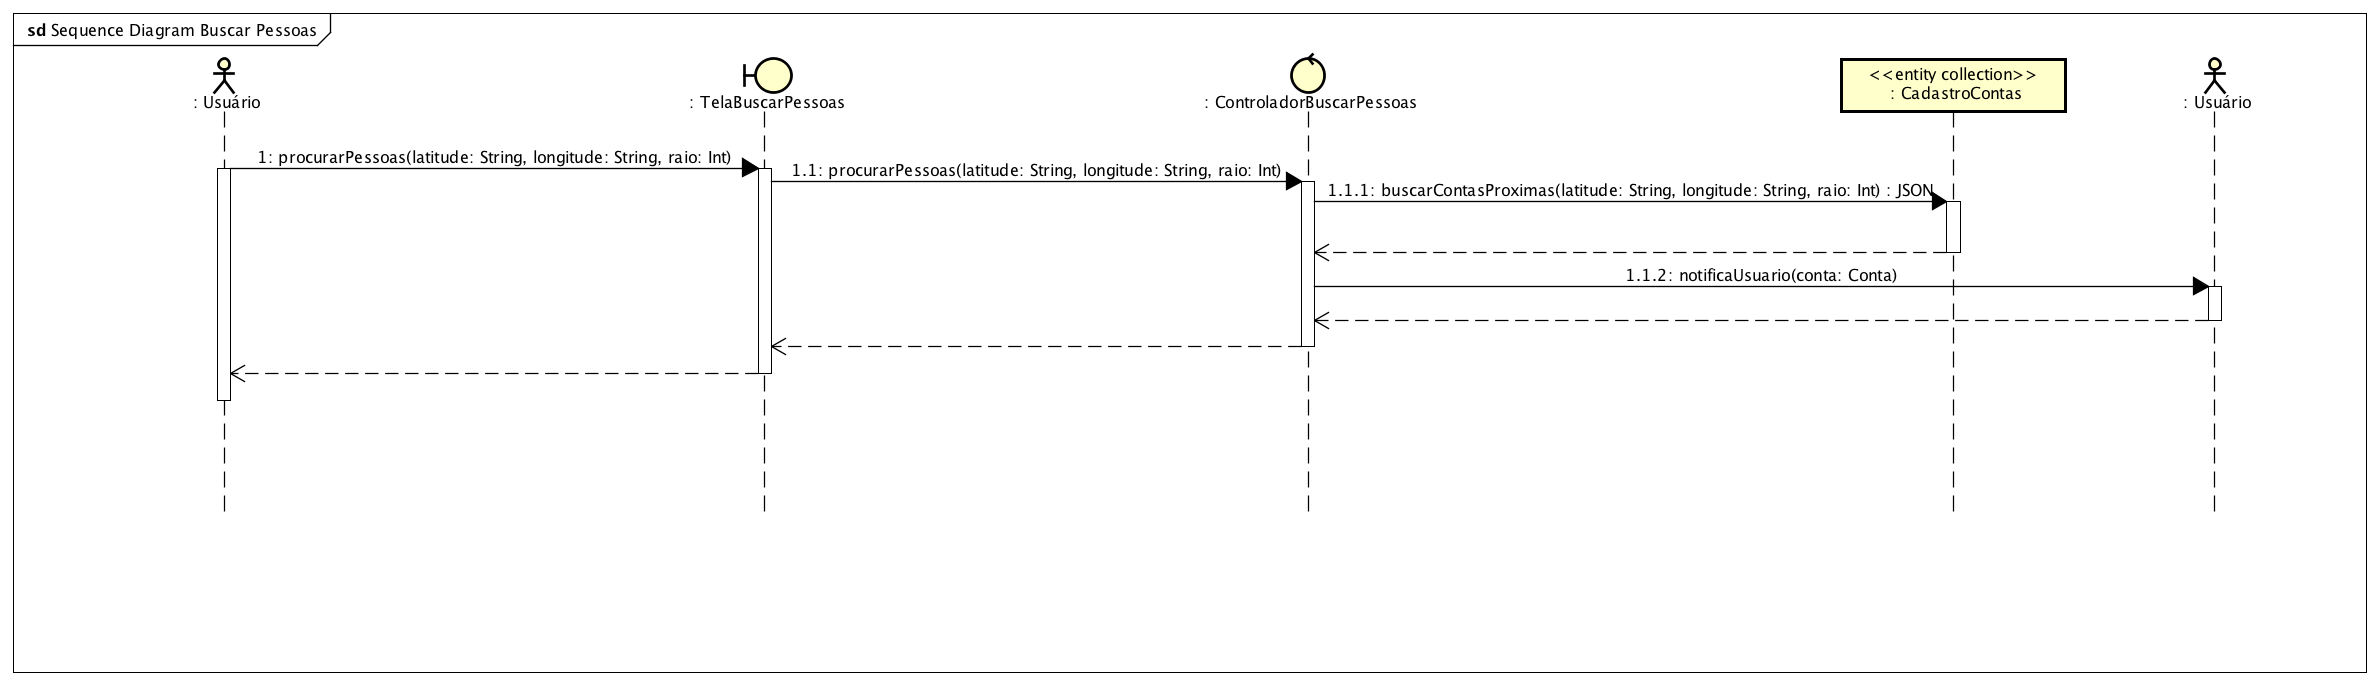 sd Sequence Diagram Buscar Pessoas
: Usuário
: TelaBuscarPessoas
: ControladorBuscarPessoas
<<entity collection>>
: CadastroContas
: Usuário
1: procurarPessoas(latitude: String, longitude: String, raio: Int)
1.1: procurarPessoas(latitude: String, longitude: String, raio: Int)
1.1.1: buscarContasProximas(latitude: String, longitude: String, raio: Int) : JSON
1.1.2: notificaUsuario(conta: Conta)